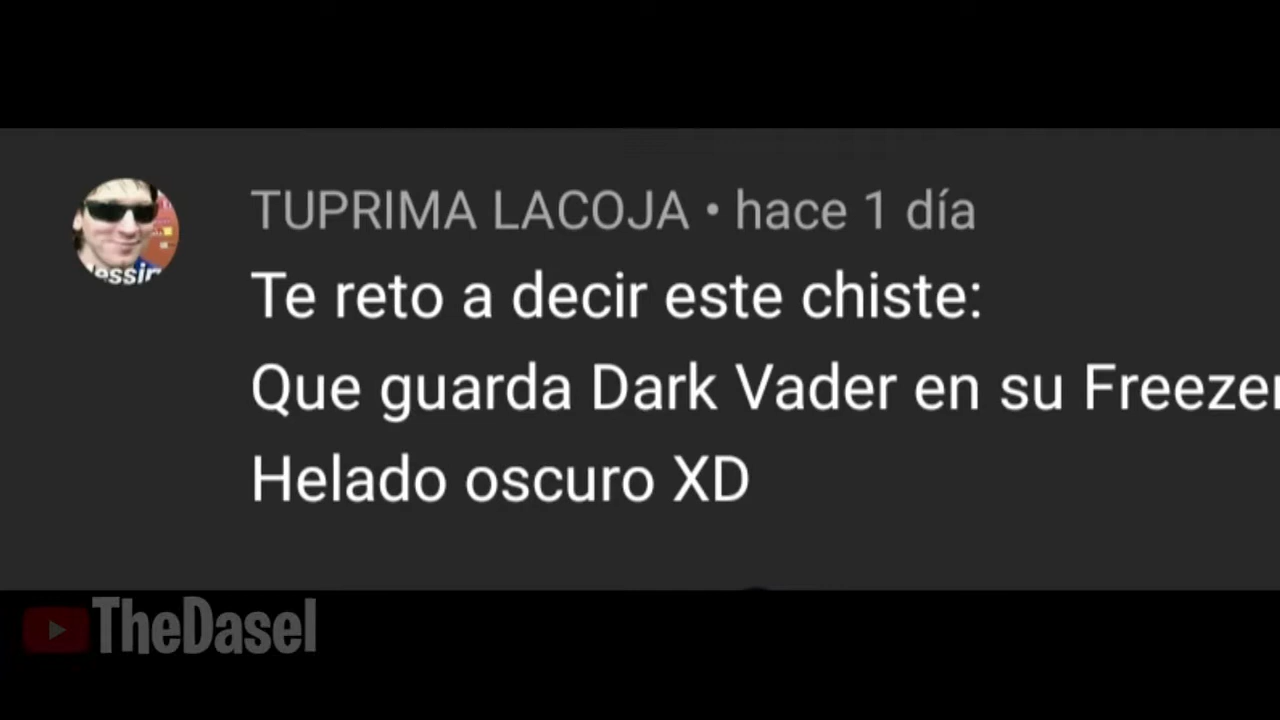 TUPRIMA LACOJA • hace 1 día
Te reto a decir este chiste:
Que guarda Dark Vader en su Freezer
Helado oscuro XD
TheDasel